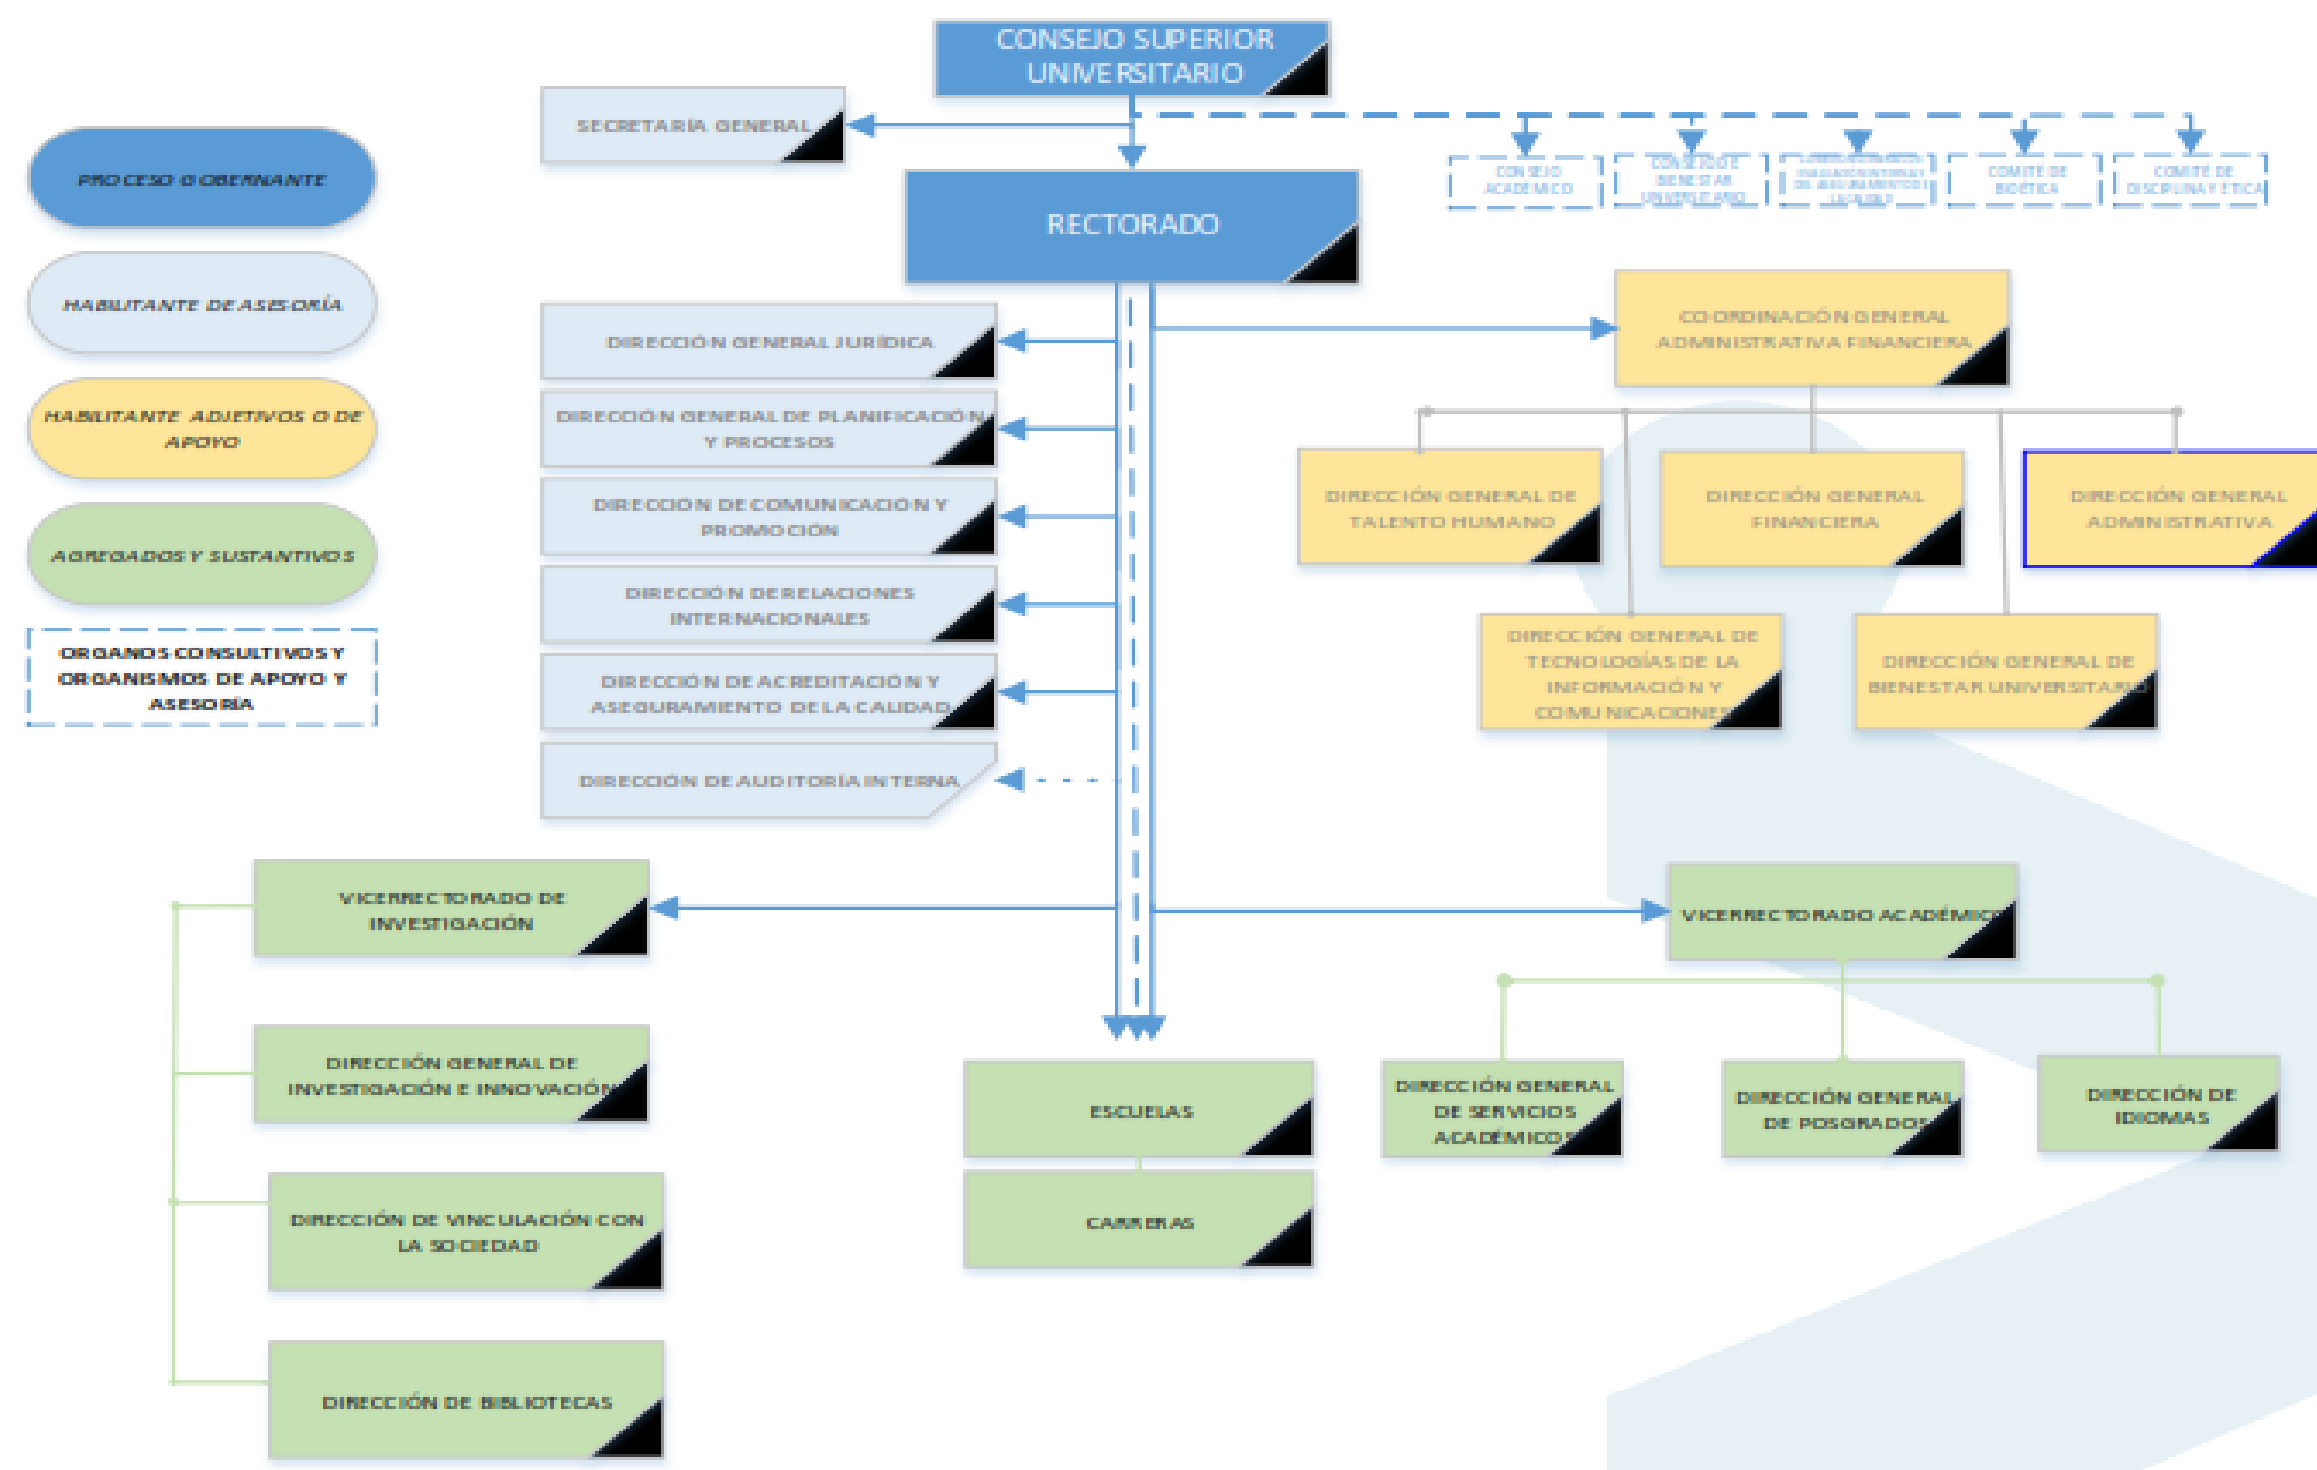 CONSEJO SUPERIOR
UNIVERSITARIO
SECRETARÍA GENERAL
CONSEJO
ACADÉMICO
BIENESTAR
UNIVERSITARIO
COMITÉ DE
BIOÉTICA
COMITÉ DE
DISCIPLINA Y ÉTICA
RECTORADO
PROCESO GOBERNANTE
HABILITANTE DE ASESORÍA
HABILITANTE ADJETIVOS O DE
APOYO
AGREGADOS Y SUSTANTIVOS
ORGANOS CONSULTIVOS Y
ORGANISMOS DE APOYO Y
ASESORÍA
DIRECCIÓN GENERAL JURÍDICA
DIRECCIÓN GENERAL DE PLANIFICACIÓN
Y PROCESOS
DIRECCIÓN DE COMUNICACIÓN Y
PROMOCIÓN
DIRECCIÓN DE RELACIONES
INTERNACIONALES
DIRECCIÓN DE ACREDITACIÓN Y
ASEGURAMIENTO DE LA CALIDAD
DIRECCIÓN DE AUDITORÍA INTERNA
COORDINACIÓN GENERAL
ADMINISTRATIVA FINANCIERA
DIRECCIÓN GENERAL DE
TALENTO HUMANO
DIRECCIÓN GENERAL
FINANCIERA
DIRECCIÓN GENERAL
ADMINISTRATIVA
DIRECCIÓN GENERAL DE
TECNOLOGÍAS DE LA
INFORMACIÓN Y
COMUNICACIONES
DIRECCIÓN GENERAL DE
BIENESTAR UNIVERSITARIO
VICERRECTORADO DE
INVESTIGACIÓN
DIRECCIÓN GENERAL DE
INVESTIGACIÓN E INNOVACIÓN
DIRECCIÓN DE VINCULACIÓN CON
LA SOCIEDAD
DIRECCIÓN DE BIBLIOTECAS
ESCUELAS
CARRERAS
VICERRECTORADO ACADÉMICO
DIRECCIÓN GENERAL
DE SERVICIOS
ACADÉMICOS
DIRECCIÓN GENERAL
DE POSGRADOS
DIRECCIÓN DE
IDIOMAS